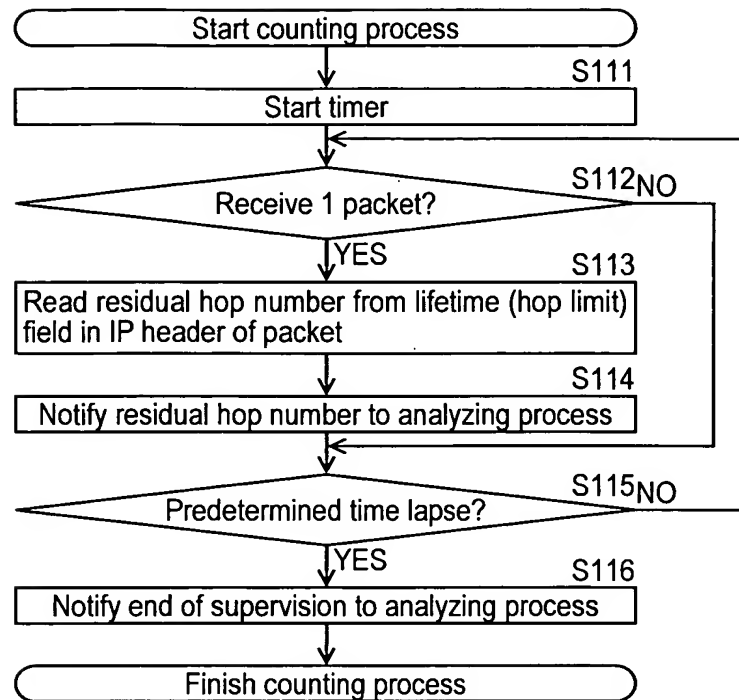 Start counting process
S111
Start timer
S112 NO
Receive 1 packet?
YES
S113
Read residual hop number from lifetime (hop limit)
field in IP header of packet
S114
Notify residual hop number to analyzing process
S115 NO
Predetermined time lapse?
YES
S116
Notify end of supervision to analyzing process
Finish counting process